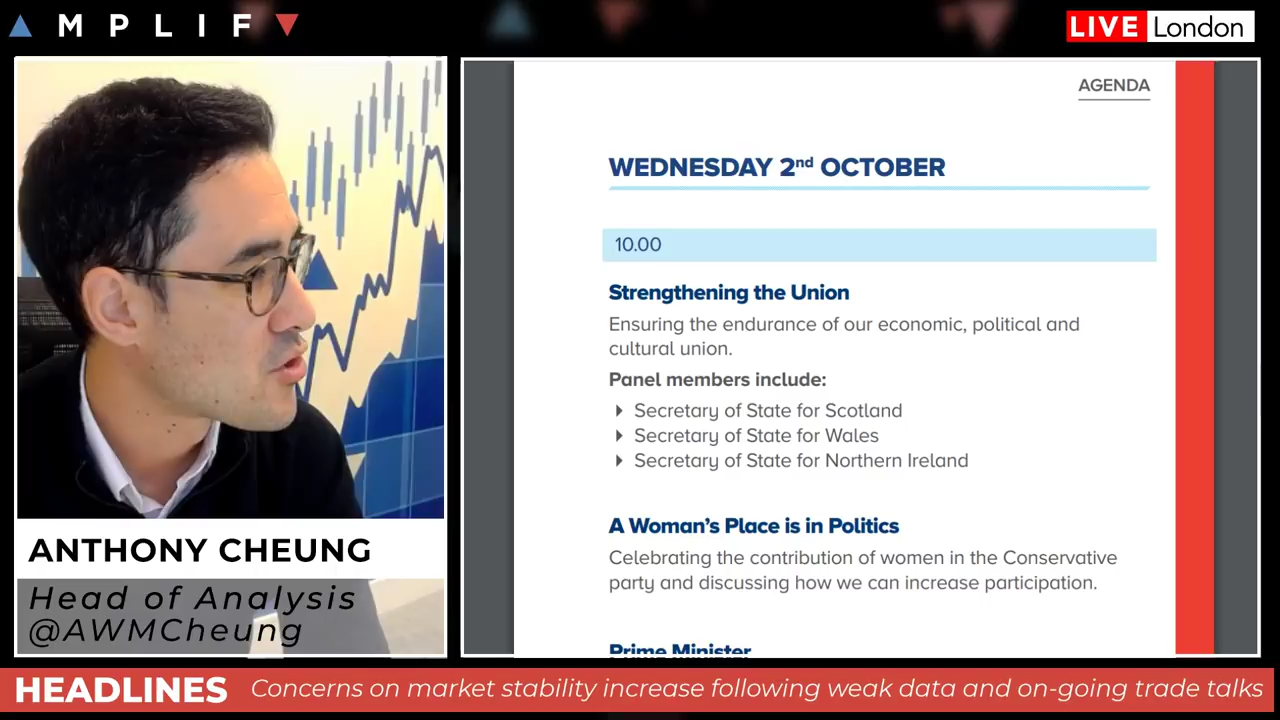 AMPLIFY
LIVE London
AGENDA
WEDNESDAY 2nd OCTOBER
10.00
Strengthening the Union
Ensuring the endurance of our economic, political and
cultural union.
Panel members include:
Secretary of State for Scotland
Secretary of State for Wales
Secretary of State for Northern Ireland
A Woman’s Place is in Politics
Celebrating the contribution of women in the Conservative
party and discussing how we can increase participation.
Prime Minister
ANTHONY CHEUNG
Head of Analysis
@AWMCheung
HEADLINES Concerns on market stability increase following weak data and on-going trade talks